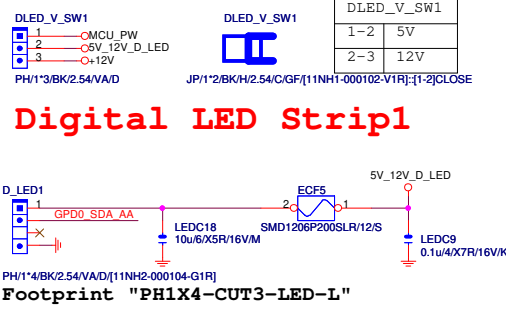 DLED_V_SW1
1 MCU_PW
2 5V_12V_D_LED
3 +12V
PH/1*3/BK/2.54/VA/D
DLED_V_SW1
JP/1*2/BK/H/2.54/C/GF/[11NH1-000102-V1R]::[1-2]CLOSE
DLED_V_SW1
1-2 5V
2-3 12V
Digital LED Strip1
D_LED1
1
GPD0_SDA_AA
LEDC18
10u/6/X5R/16V/M
ECF5
2 1
SMD1206P200SLR/12/S
5V_12V_D_LED
LEDC9
0.1u/4/X7R/16V/K
PH/1*4/BK/2.54/VA/D/[11NH2-000104-G1R]
Footprint "PH1X4-CUT3-LED-L"